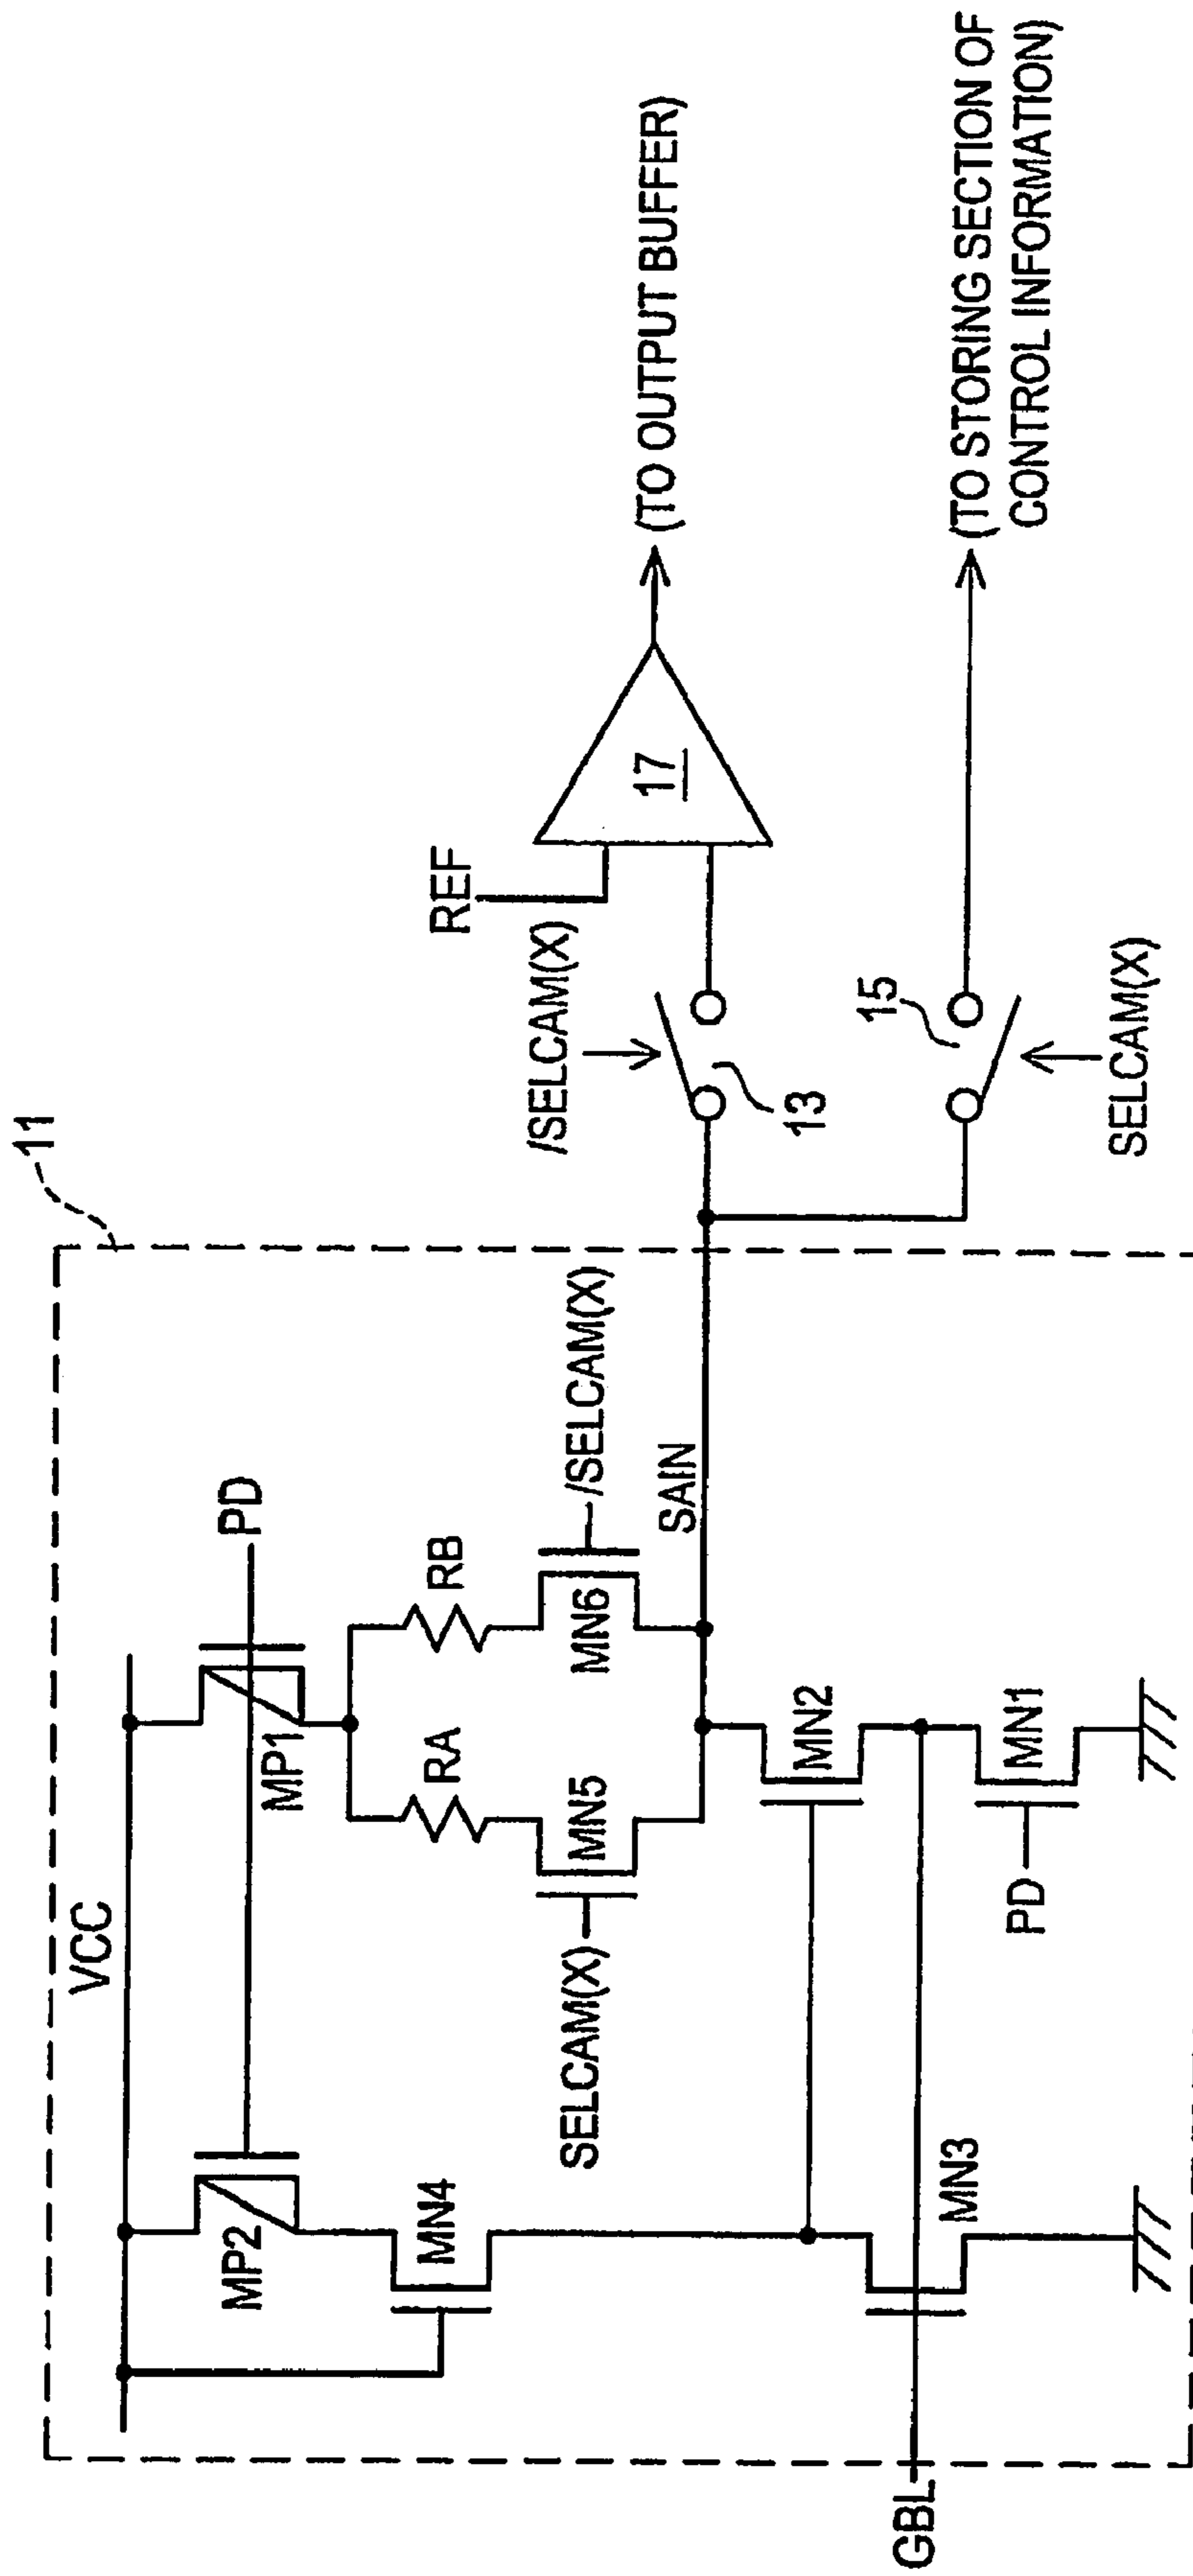 11
VCC
PD
MP2
MP1
MN4
RA
RB
SELCAM(X)
MN5
MN6
/SELCAM(X)
SAIN
MN2
MN3
MN1
PD
GBL
/SELCAM(X)
REF
13
17
(TO OUTPUT BUFFER)
15
SELCAM(X)
(TO STORING SECTION OF
CONTROL INFORMATION)